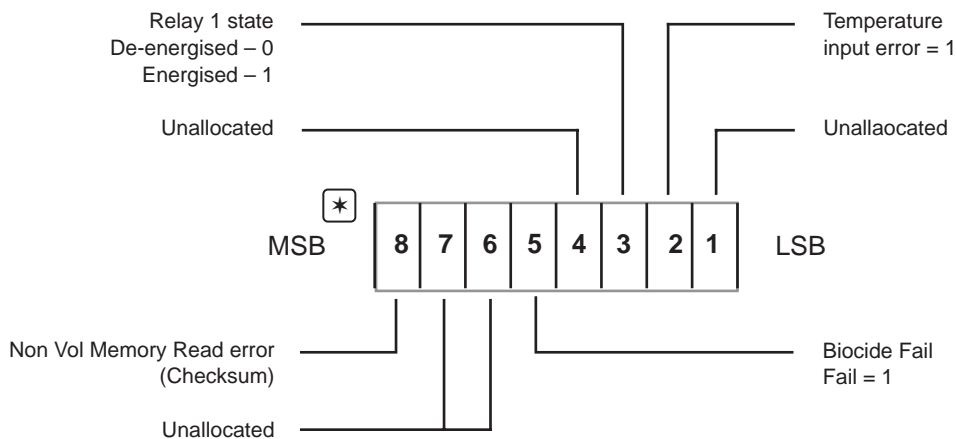 Relay 1 state
De-energised – 0
Energised – 1
Temperature
input error = 1
Unallocated
Unallaocated
MSB
✶
8 7 6 5 4 3 2 1
LSB
Non Vol Memory Read error
(Checksum)
Biocide Fail
Fail = 1
Unallocated